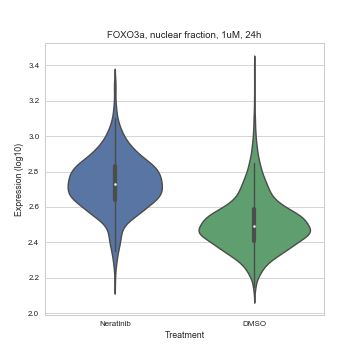 FOXO3a, nuclear fraction, 1uM, 24h
3.4
3.2
3.0
2.8
2.6
2.4
2.2
2.0
Expression (log10)
Neratinib DMSO
Treatment